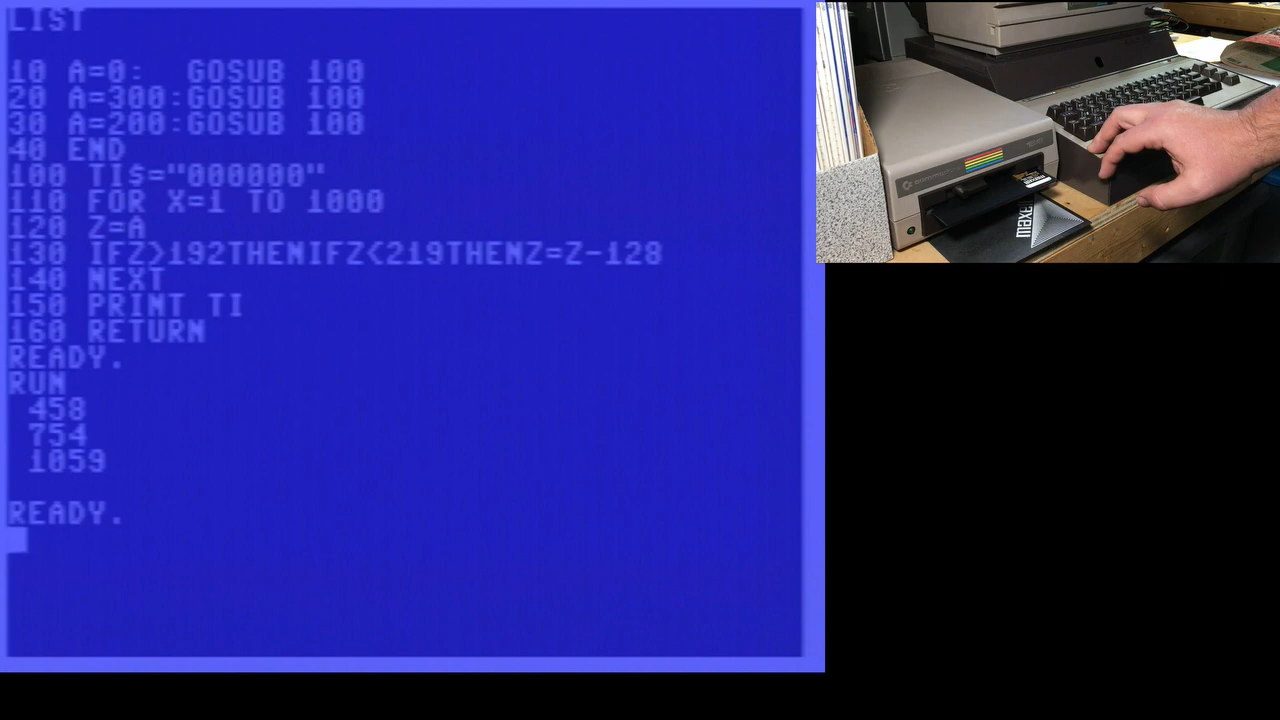 LIST
10 A=0:  GOSUB 100
20 A=300:GOSUB 100
30 A=200:GOSUB 100
40 END
100 TI$="000000"
110 FOR X=1 TO 1000
120 Z=A
130 IFZ>192THENIFZ<219THENZ=Z-128
140 NEXT
150 PRINT TI
160 RETURN
READY.
RUN
458
754
1059
READY.
commodore
maxell